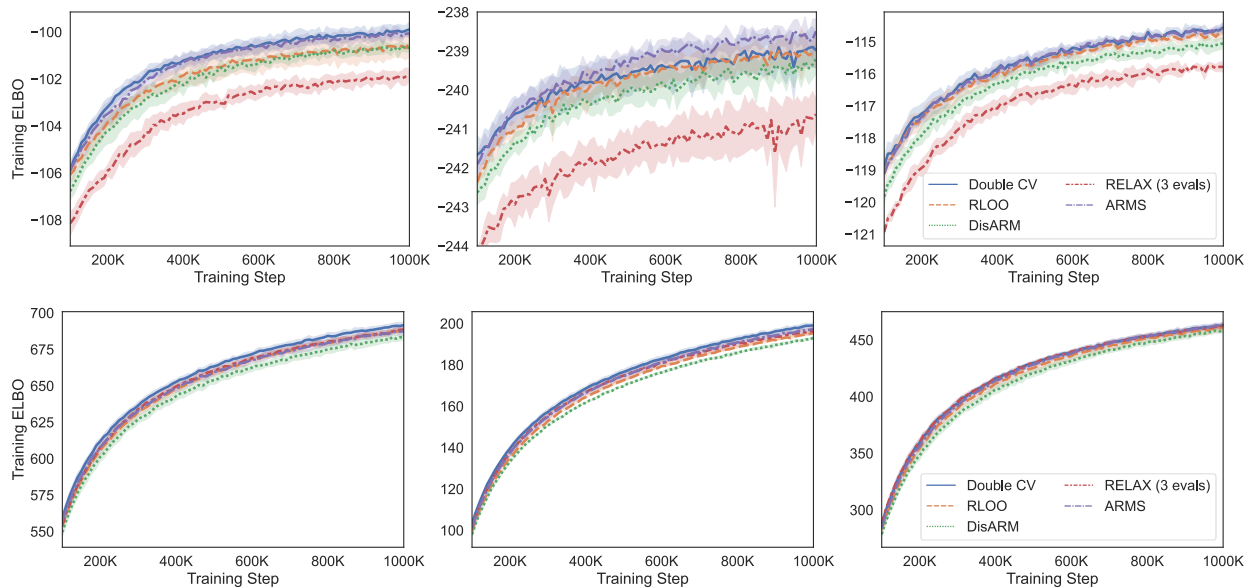 −100
−102
−104
−106
−108
Training ELBO
200K 400K 600K 800K 1000K
Training Step
−238
−239
−240
−241
−242
−243
−244
200K 400K 600K 800K 1000K
Training Step
−115
−116
−117
−118
−119
−120
−121
Double CV
RLOO
DisARM
RELAX (3 evals)
ARMS
200K 400K 600K 800K 1000K
Training Step
700
675
650
625
600
575
550
Training ELBO
200K 400K 600K 800K 1000K
Training Step
200
180
160
140
120
100
200K 400K 600K 800K 1000K
Training Step
450
400
350
300
Double CV
RLOO
DisARM
RELAX (3 evals)
ARMS
200K 400K 600K 800K 1000K
Training Step